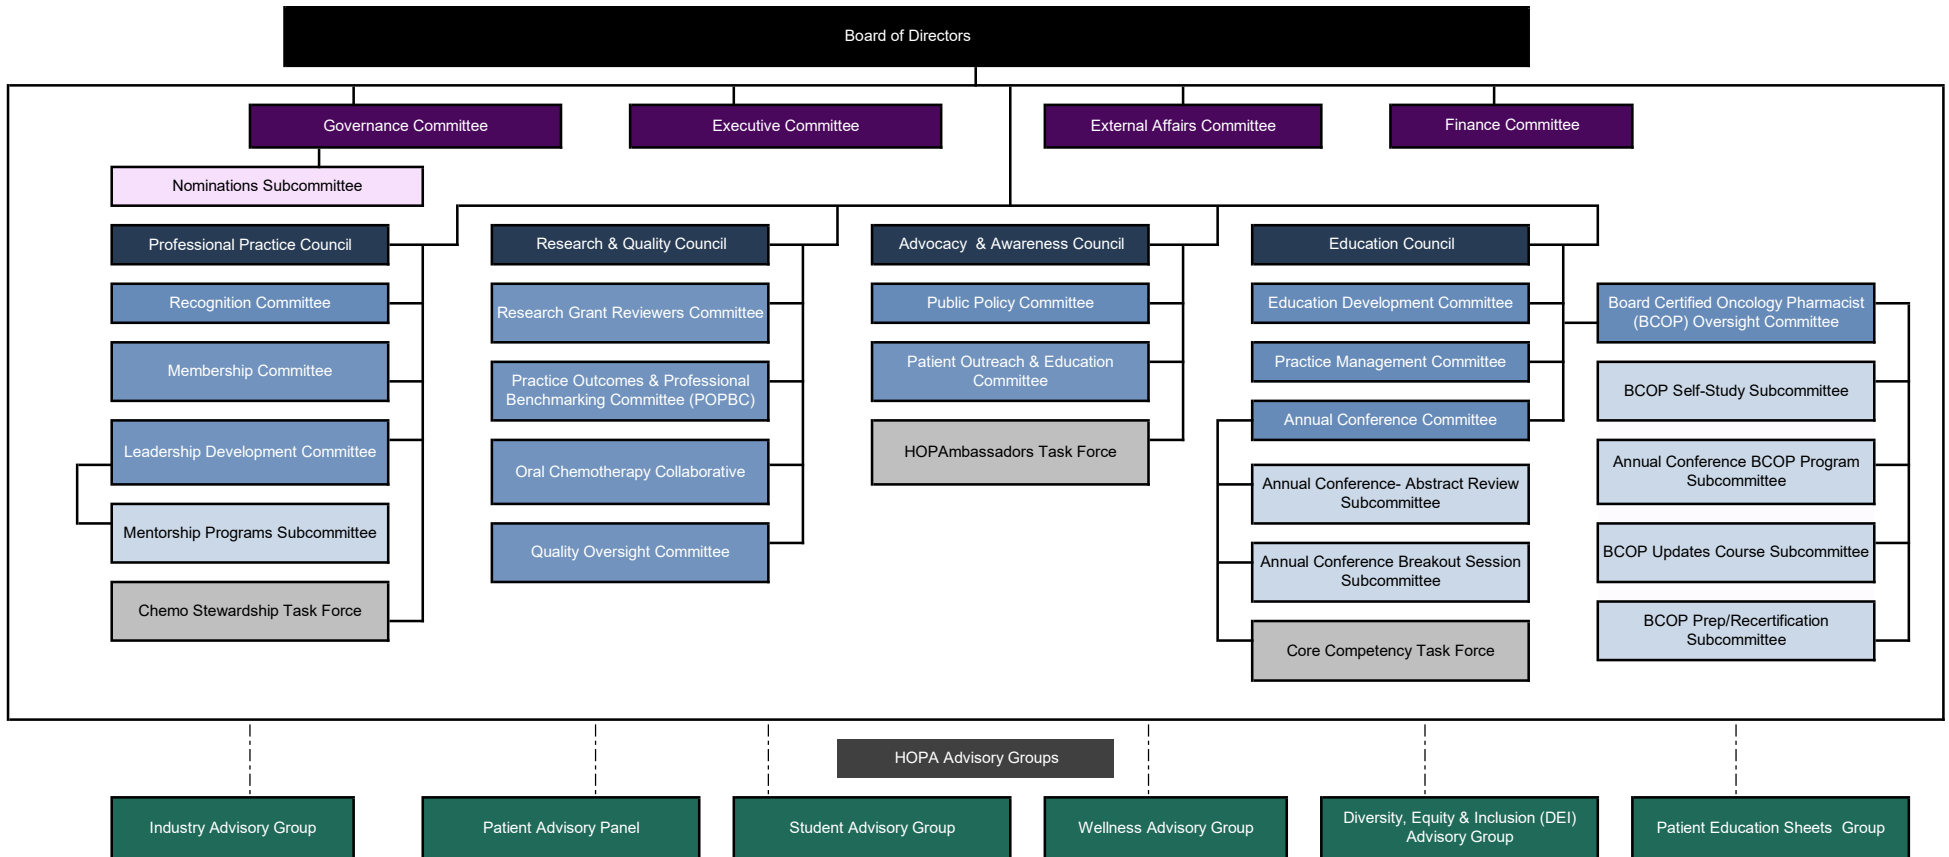 Board of Directors
Governance Committee
Executive Committee
External Affairs Committee
Finance Committee
Nominations Subcommittee
Professional Practice Council
Recognition Committee
Membership Committee
Leadership Development Committee
Mentorship Programs Subcommittee
Chemo Stewardship Task Force
Research & Quality Council
Research Grant Reviewers Committee
Practice Outcomes & Professional
Benchmarking Committee (POPBC)
Oral Chemotherapy Collaborative
Quality Oversight Committee
Advocacy  & Awareness Council
Public Policy Committee
Patient Outreach & Education
Committee
HOPAmbassadors Task Force
Education Council
Education Development Committee
Practice Management Committee
Annual Conference Committee
Annual Conference- Abstract Review
Subcommittee
Annual Conference Breakout Session
Subcommittee
Core Competency Task Force
Board Certified Oncology Pharmacist
(BCOP) Oversight Committee
BCOP Self-Study Subcommittee
Annual Conference BCOP Program
Subcommittee
BCOP Updates Course Subcommittee
BCOP Prep/Recertification
Subcommittee
HOPA Advisory Groups
Industry Advisory Group
Patient Advisory Panel
Student Advisory Group
Wellness Advisory Group
Diversity, Equity & Inclusion (DEI)
Advisory Group
Patient Education Sheets  Group